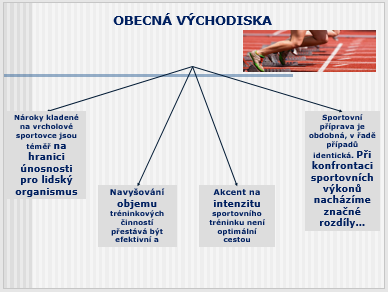 OBECNÁ VÝCHODISKA
Nároky kladené
na vrcholové
sportovce jsou
téměř na
hranici
únosnosti
pro lidský
organismus
Navyšování
objemu
tréninkových
činností
přestává být
efektivní a
Akcent na
intenzitu
sportovního
tréninku není
optimální
cestou
Sportovní
příprava je
obdobná, v řadě
případů
identická. Při
konfrontaci
sportovních
výkonů
nacházíme
značné
rozdíly...